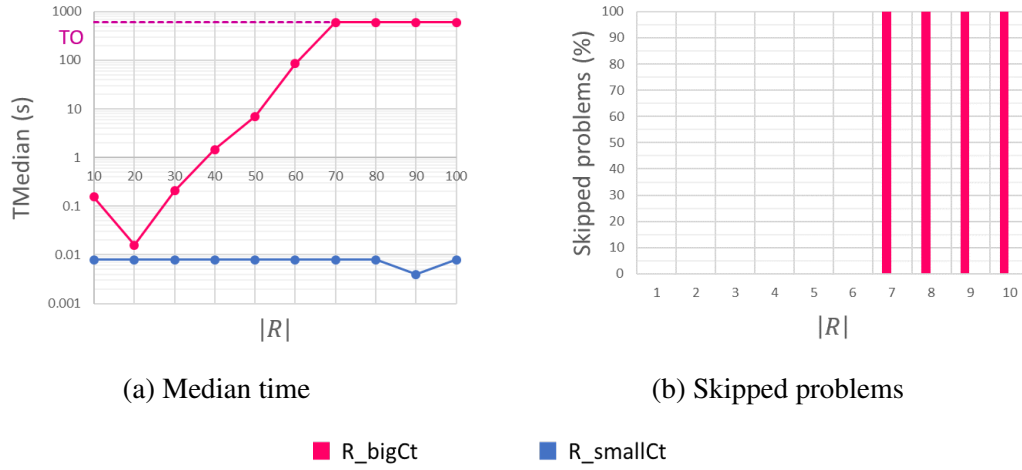 1000
TO
100
10
1
0.1
0.01
0.001
TMedian (s)
10 20 30 40 50 60 70 80 90 100
|R|
(a) Median time
100
90
80
70
60
50
40
30
20
10
0
Skipped problems (%)
1 2 3 4 5 6 7 8 9 10
|R|
(b) Skipped problems
R_bigCt
R_smallCt